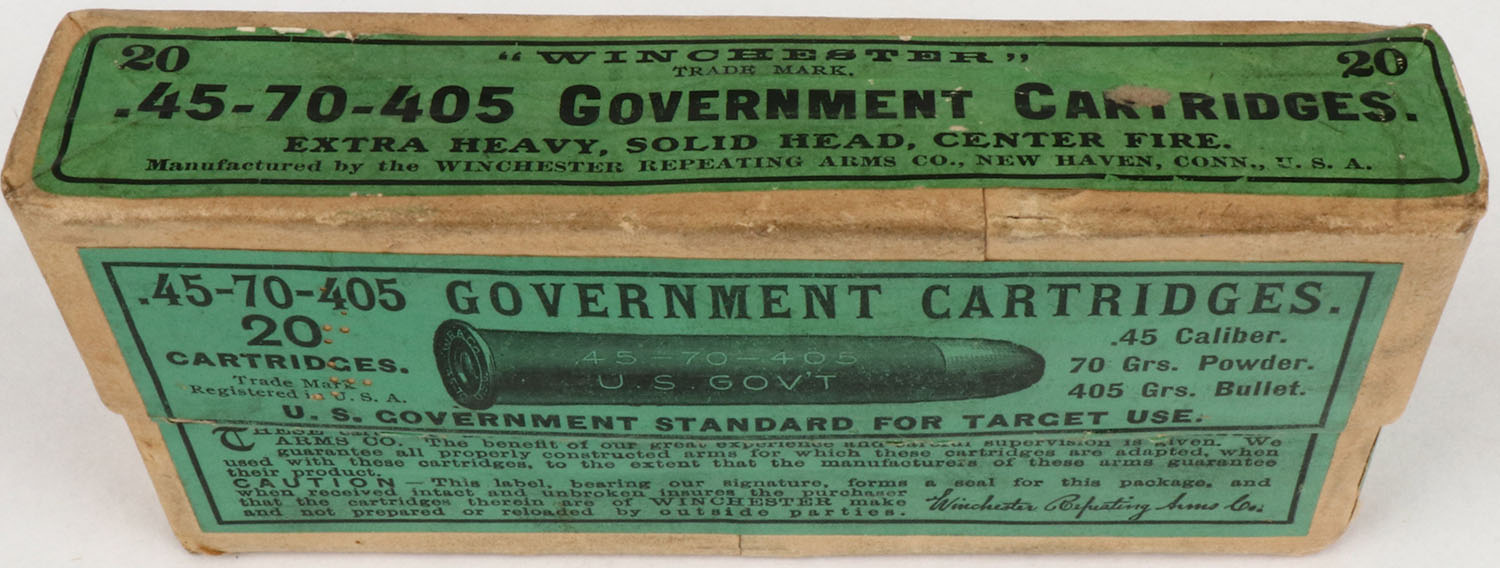 20 "WINCHESTER" 20
TRADE MARK.
.45-70-405 GOVERNMENT CARTRIDGES.
EXTRA HEAVY, SOLID HEAD, CENTER FIRE.
Manufactured by the WINCHESTER REPEATING ARMS CO., NEW HAVEN, CONN., U. S. A.
.45-70-405 GOVERNMENT CARTRIDGES.
20
CARTRIDGES.
Trade Mark
Registered in U. S. A.
.45-70-405
U.S. GOV'T
.45 Caliber.
70 Grs. Powder.
405 Grs. Bullet.
U. S. GOVERNMENT STANDARD FOR TARGET USE.
THESE
ARMS CO. The benefit of our great experience and careful supervision is given. We
guarantee all properly constructed arms for which these cartridges are adapted, when
used with these cartridges, to the extent that the manufacturers of these arms guarantee
their product.
CAUTION—This label, bearing our signature, forms a seal for this package, and
when received intact and unbroken insures the purchaser
that the cartridges therein are of WINCHESTER make
and not prepared or reloaded by outside parties.
Winchester Repeating Arms Co.